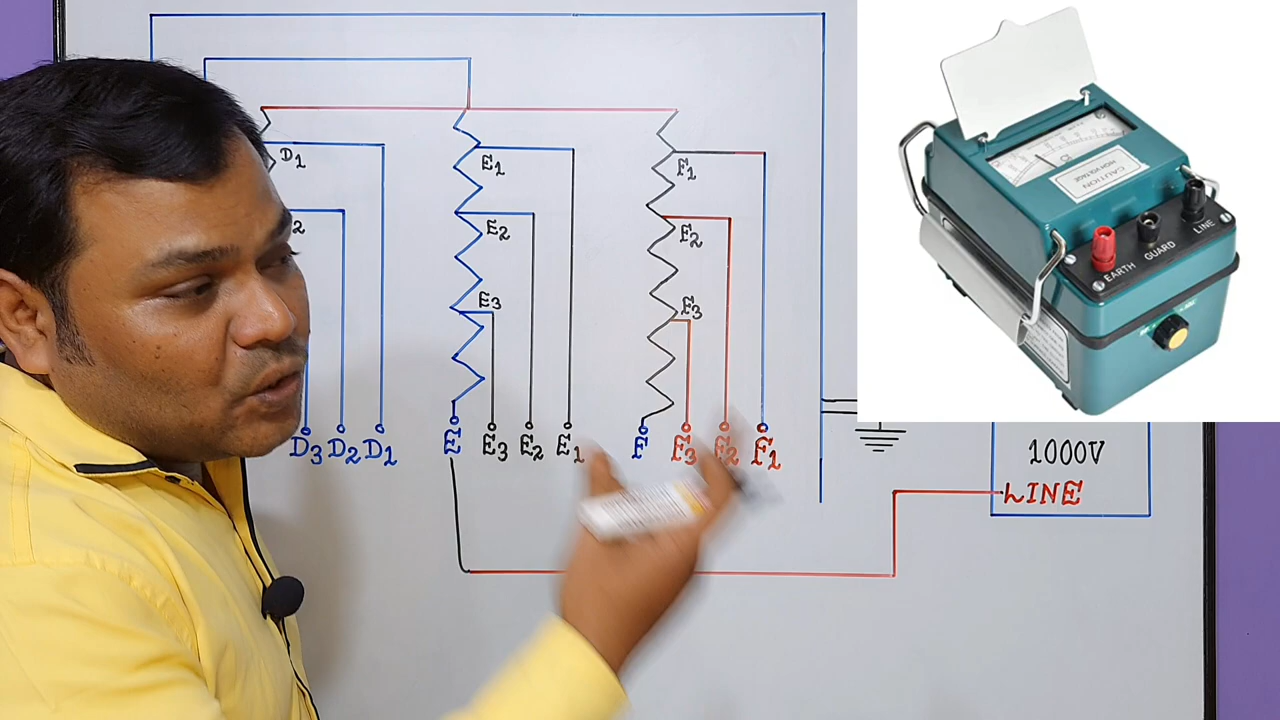 D1
E1
F1
2
E2
F2
E3
F3
D3 D2 D1 E E3 E2 E1 F F3 F2 F1
1000V
LINE
CAUTION
HIGH VOLTAGE
EARTH GUARD LINE